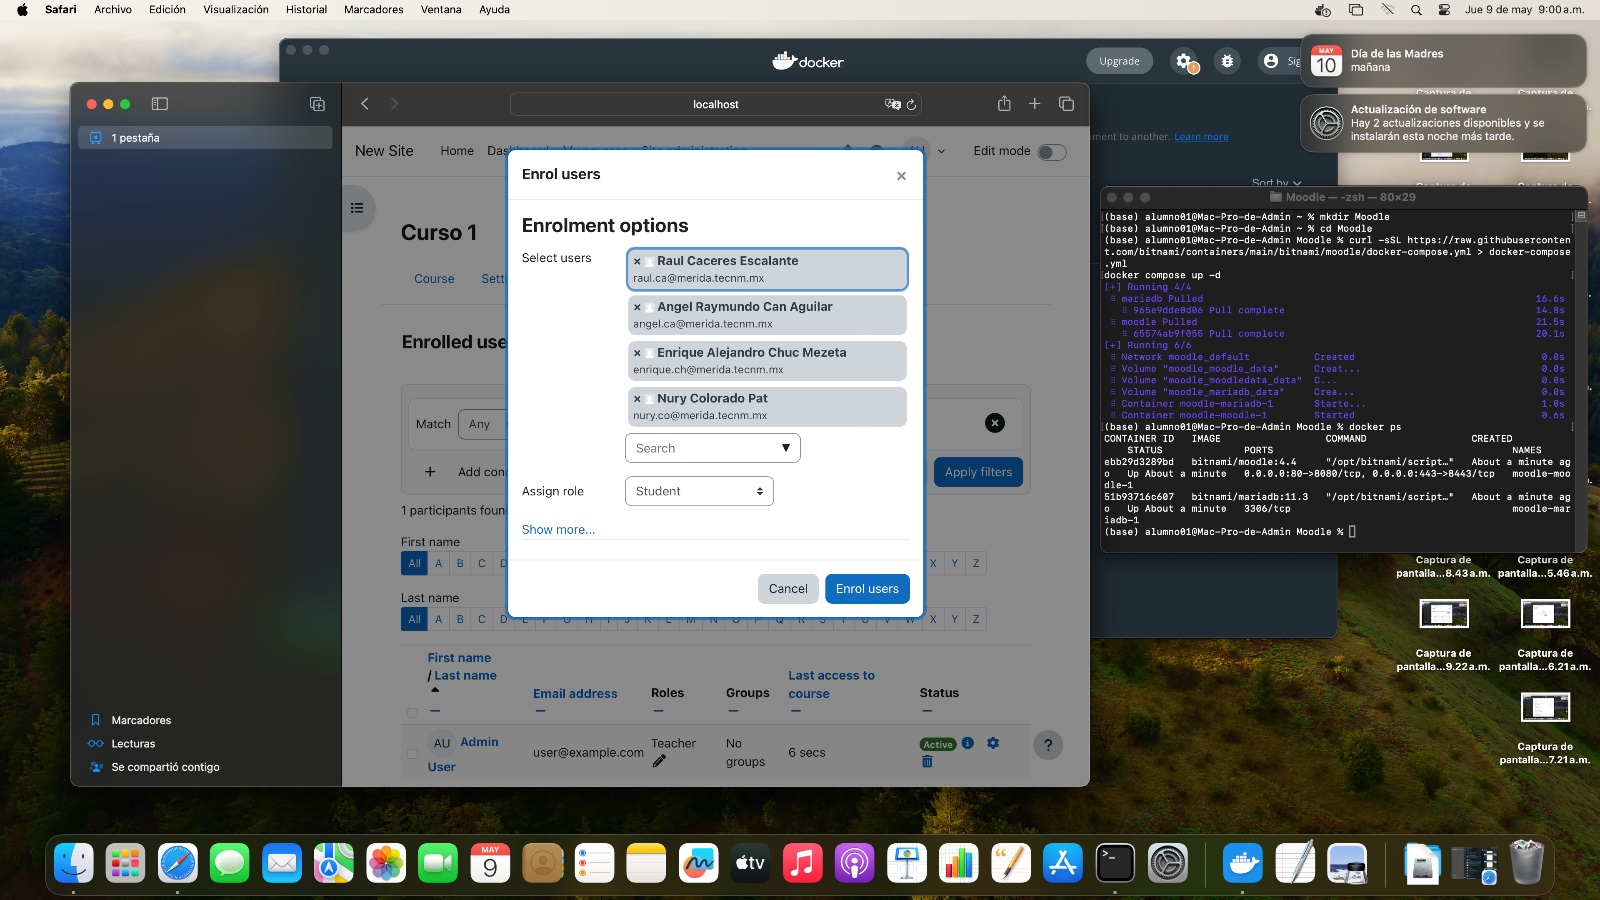 Safari Archivo Edición Visualización Historial Marcadores Ventana Ayuda
Jue 9 de may 9:00 a.m.
docker
Upgrade
Sig
MAY
10
Día de las Madres
mañana
Actualización de software
Hay 2 actualizaciones disponibles y se
instalarán esta noche más tarde.
ment to another. Learn more
Sort by
1 pestaña
localhost
New Site
Home
Edit mode
Curso 1
Course
Sett
Enrolled use
Match
Any
Add con
Apply filters
1 participants foun
First name
All A B C X Y Z
Last name
All A B C D X Y Z
First name
/ Last name
Email address
Roles
Groups
Last access to
course
Status
AU
Admin
User
user@example.com
Teacher
No
groups
6 secs
Active
?
Marcadores
Lecturas
Se compartió contigo
Enrol users
×
Enrolment options
Select users
× Raul Caceres Escalante
raul.ca@merida.tecnm.mx
× Angel Raymundo Can Aguilar
angel.ca@merida.tecnm.mx
× Enrique Alejandro Chuc Mezeta
enrique.ch@merida.tecnm.mx
× Nury Colorado Pat
nury.co@merida.tecnm.mx
Search ▼
Assign role
Student
Show more...
Cancel
Enrol users
Moodle — -zsh — 80×29
(base) alumno01@Mac-Pro-de-Admin ~ % mkdir Moodle
(base) alumno01@Mac-Pro-de-Admin ~ % cd Moodle
(base) alumno01@Mac-Pro-de-Admin Moodle % curl -sSL https://raw.githubuserconten
t.com/bitnami/containers/main/bitnami/moodle/docker-compose.yml > docker-compose
.yml
docker compose up -d
[+] Running 4/4
mariadb Pulled 16.6s
965e9dde0d06 Pull complete 14.8s
moodle Pulled 21.5s
65574ab9f055 Pull complete 20.1s
[+] Running 6/6
Network moodle_default Created 0.0s
Volume "moodle_moodle_data" Creat... 0.0s
Volume "moodle_moodledata_data" C... 0.0s
Volume "moodle_mariadb_data" Crea... 0.0s
Container moodle-mariadb-1 Starte... 1.0s
Container moodle-moodle-1 Started 0.6s
(base) alumno01@Mac-Pro-de-Admin Moodle % docker ps
CONTAINER ID IMAGE COMMAND CREATED
STATUS PORTS NAMES
ebb29d3289bd bitnami/moodle:4.4 "/opt/bitnami/script…" About a minute ag
o Up About a minute 0.0.0.0:80->8080/tcp, 0.0.0.0:443->8443/tcp moodle-moo
dle-1
51b93716c607 bitnami/mariadb:11.3 "/opt/bitnami/script…" About a minute ag
o Up About a minute 3306/tcp moodle-mar
iadb-1
(base) alumno01@Mac-Pro-de-Admin Moodle %
Captura de
pantalla...8.43 a.m.
Captura de
pantalla...5.46 a.m.
Captura de
pantalla...9.22 a.m.
Captura de
pantalla...6.21 a.m.
Captura de
pantalla...7.21 a.m.
MAY
9
tv